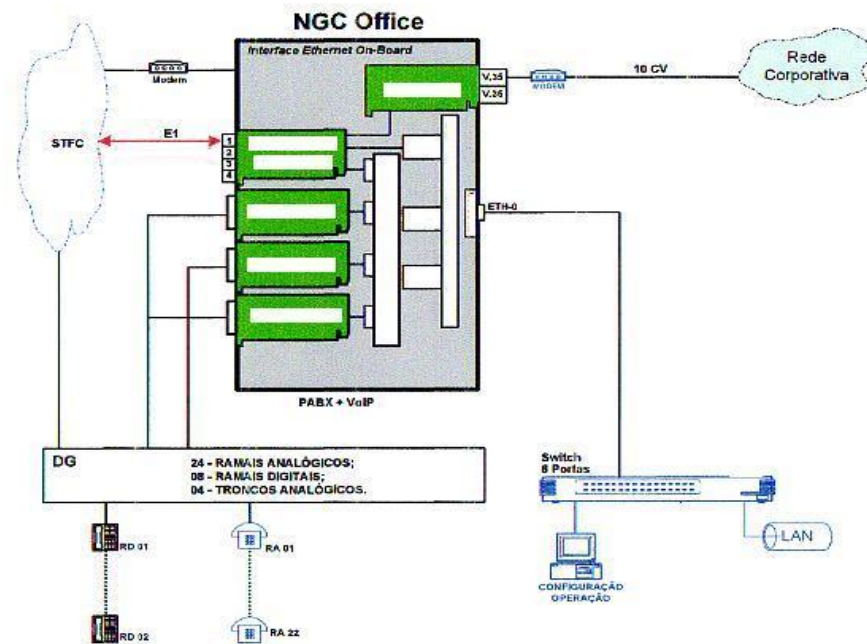 NGC Office
Interface Ethernet On-Board
Modem
V.35
V.36
MODEM
10 CV
Rede
Corporativa
STFC
E1
1
2
3
4
ETH-0
PABX + VoIP
DG
24 - RAMAIS ANALÓGICOS;
08 - RAMAIS DIGITAIS;
04 - TRONCOS ANALÓGICOS.
Switch
8 Portas
RD 01
RA 01
LAN
CONFIGURAÇÃO
OPERAÇÃO
RD 02
RA 22